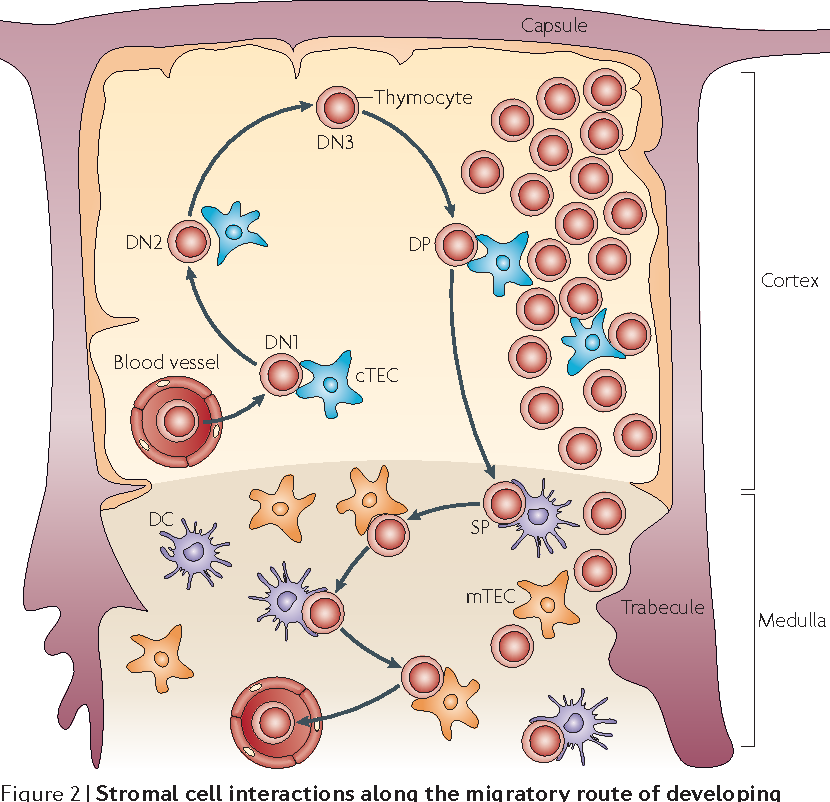 Capsule
Thymocyte
DN3
DN2
DP
Cortex
DN1
Blood vessel
cTEC
DC
SP
mTEC
Trabecule
Medulla
Figure 2 | Stromal cell interactions along the migratory route of developing